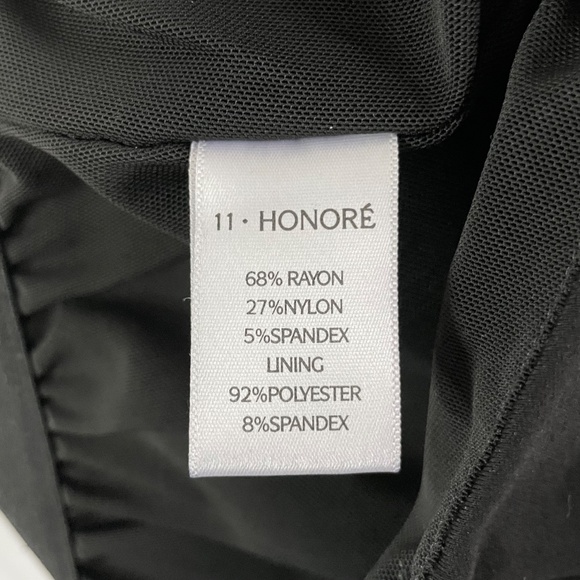 11 · HONORÉ
68% RAYON
27%NYLON
5%SPANDEX
LINING
92%POLYESTER
8%SPANDEX